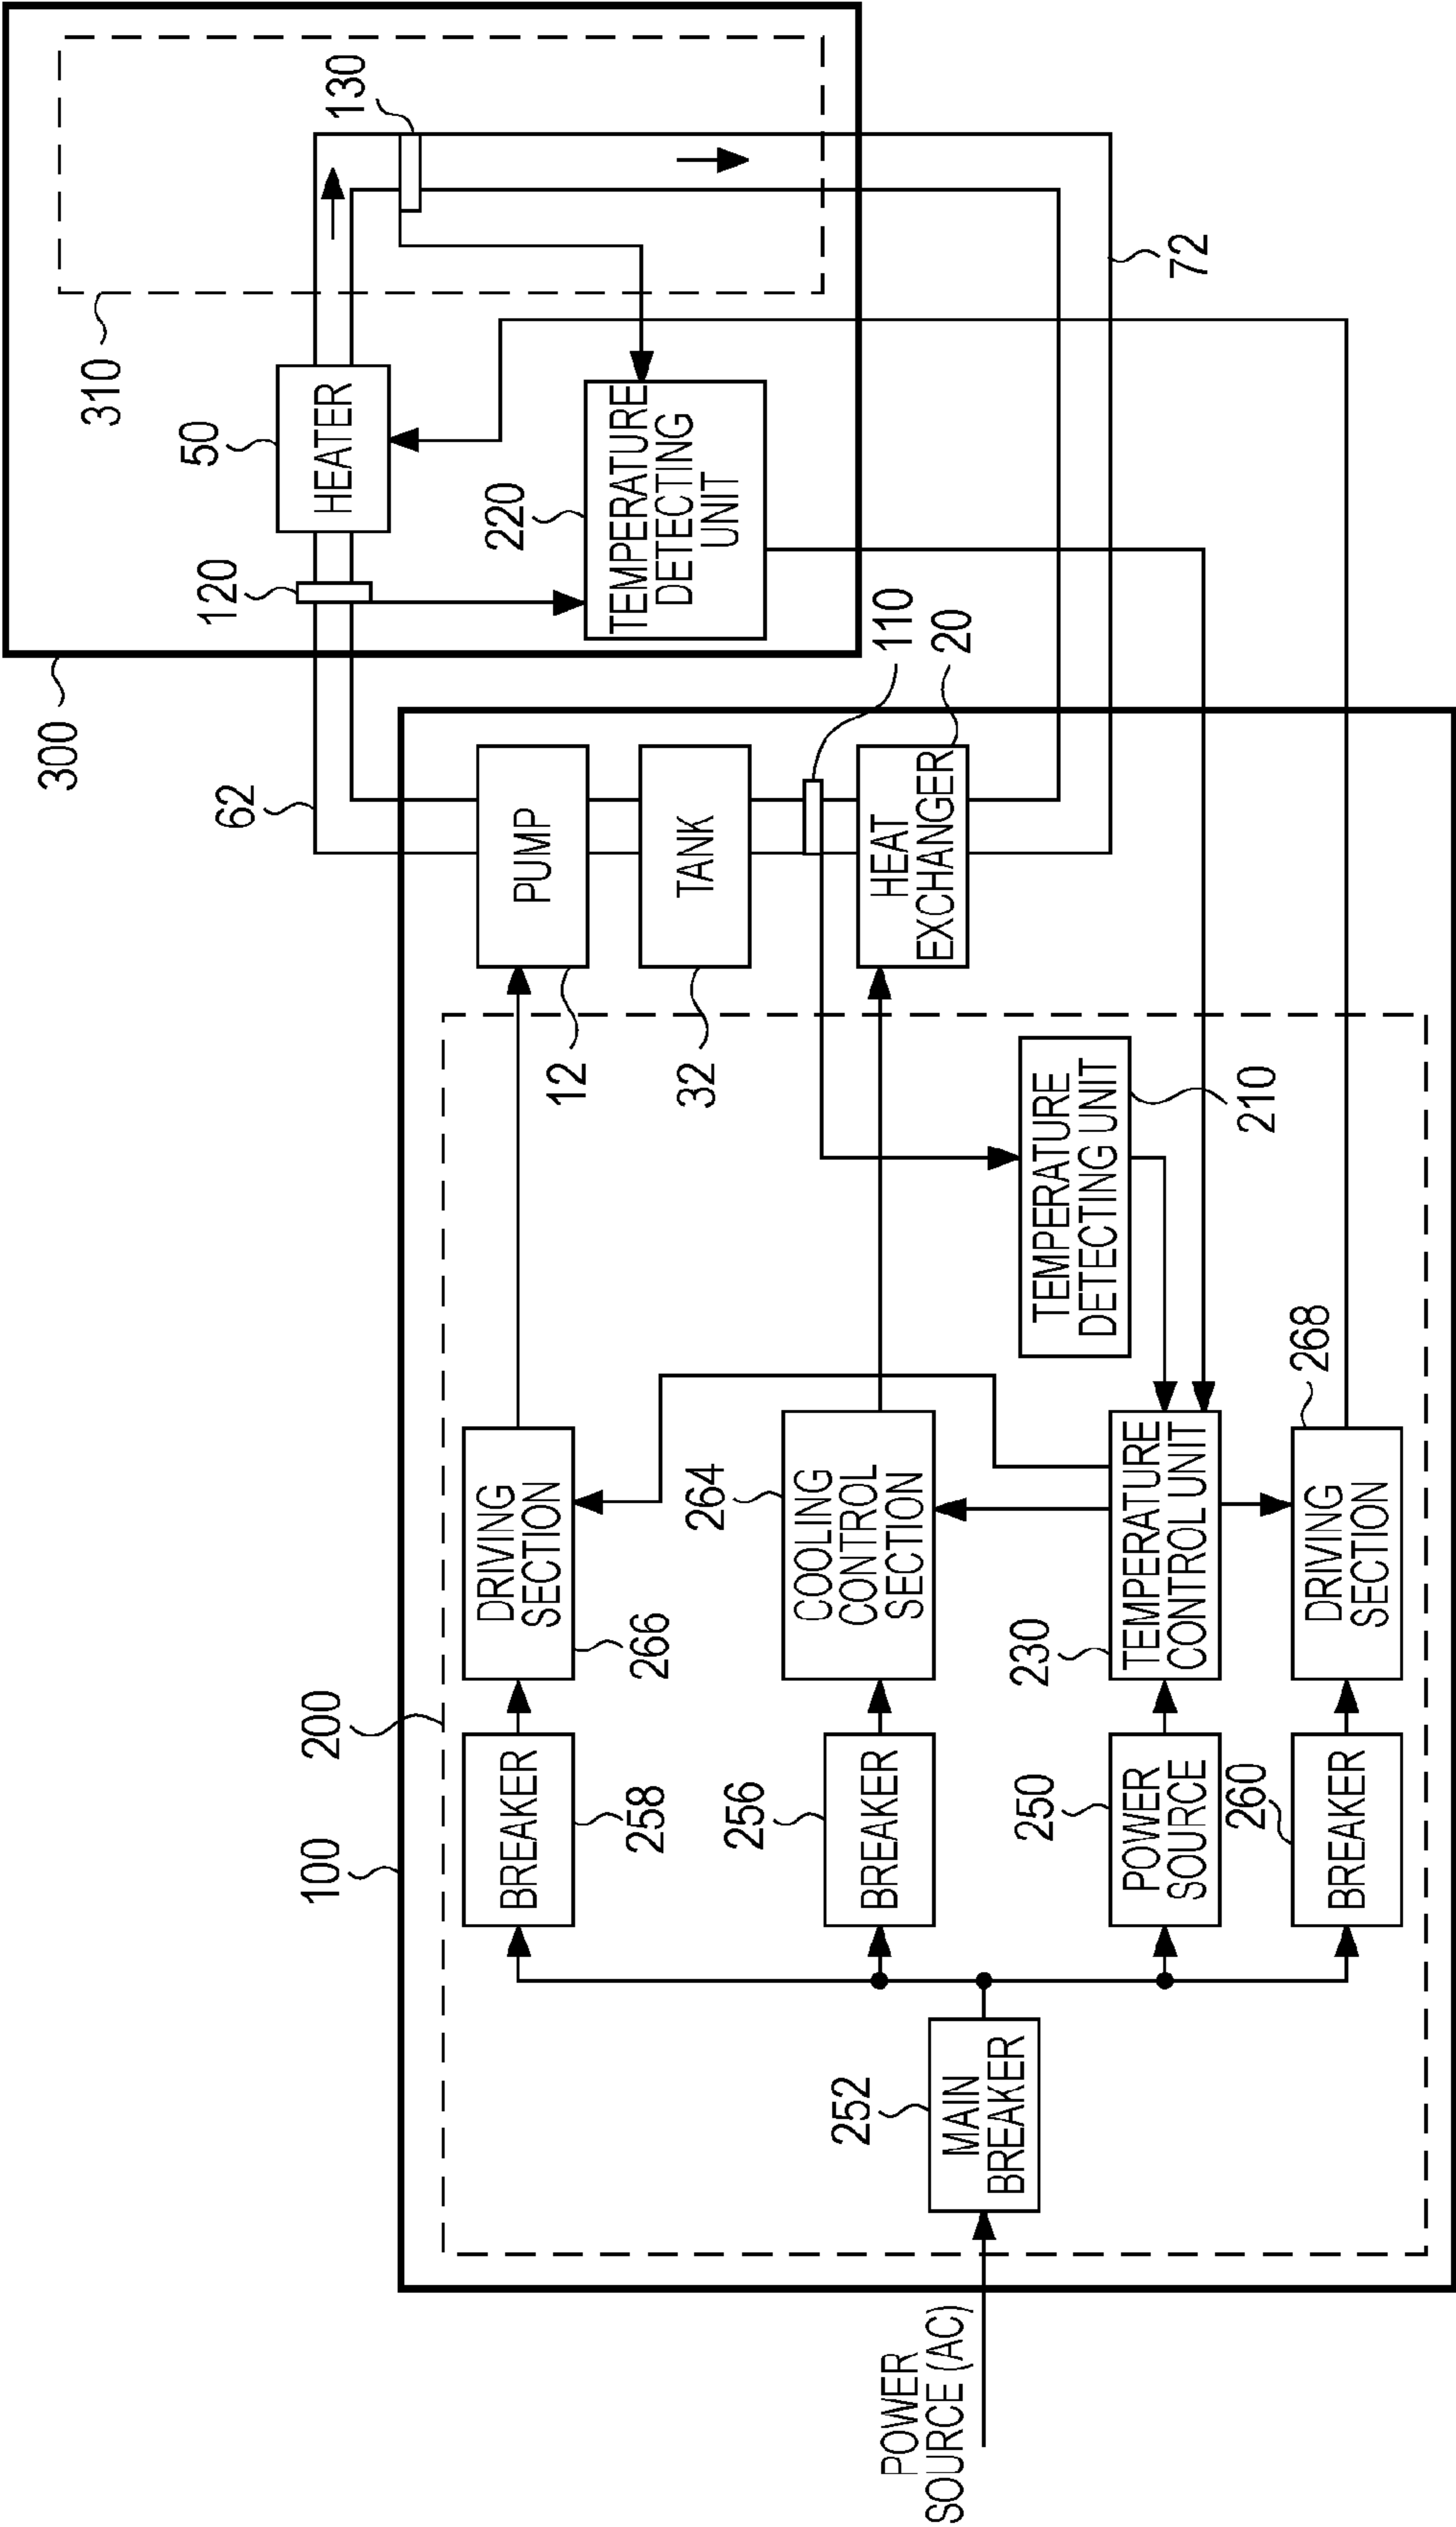 300
310
130
50
HEATER
120
220
TEMPERATURE
DETECTING
UNIT
62
72
110
20
PUMP
12
TANK
32
HEAT
EXCHANGER
100
200
DRIVING
SECTION
266
264
COOLING
CONTROL
SECTION
TEMPERATURE
DETECTING UNIT
210
230
TEMPERATURE
CONTROL UNIT
268
DRIVING
SECTION
BREAKER
258
256
BREAKER
250
POWER
SOURCE
260
BREAKER
252
MAIN
BREAKER
POWER
SOURCE (AC)